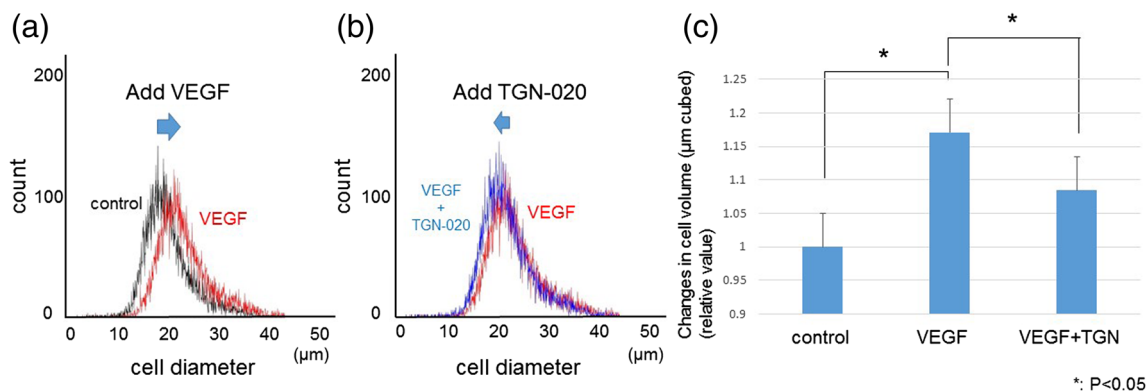 (a)
200
Add VEGF
count
100
control
VEGF
0
0 10 20 30 40 50
(μm)
cell diameter
(b)
200
Add TGN-020
count
100
VEGF
+
TGN-020
VEGF
0
0 10 20 30 40 50
(μm)
cell diameter
(c)
*
*
Changes in cell volume (μm cubed)
(relative value)
1.25
1.2
1.15
1.1
1.05
1
0.95
0.9
control VEGF VEGF+TGN
*: P<0.05